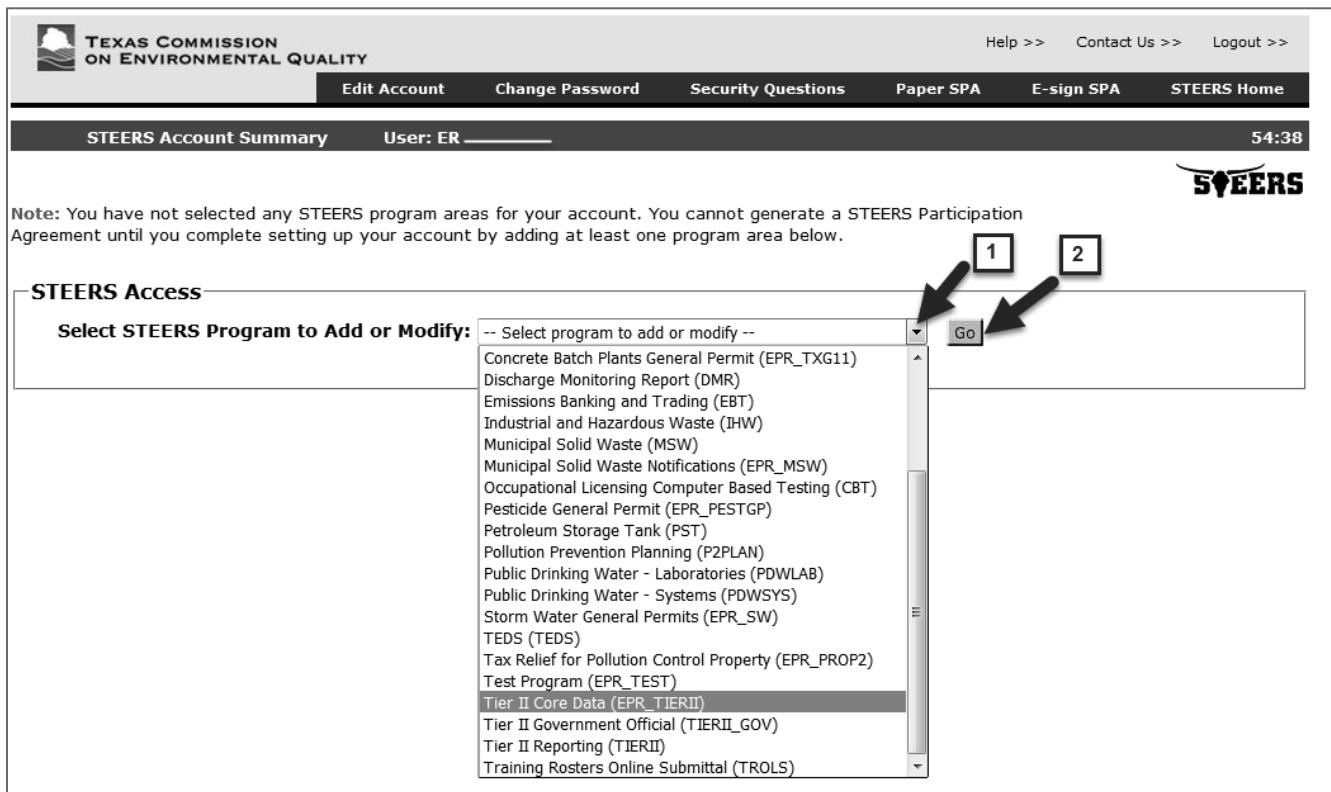 TEXAS COMMISSION
ON ENVIRONMENTAL QUALITY
Help >> Contact Us >> Logout >>
Edit Account Change Password Security Questions Paper SPA E-sign SPA STEERS Home
STEERS Account Summary User: ER 54:38
STEERS
Note: You have not selected any STEERS program areas for your account. You cannot generate a STEERS Participation
Agreement until you complete setting up your account by adding at least one program area below.
1 2
STEERS Access
Select STEERS Program to Add or Modify: -- Select program to add or modify -- Go
Concrete Batch Plants General Permit (EPR_TXG11)
Discharge Monitoring Report (DMR)
Emissions Banking and Trading (EBT)
Industrial and Hazardous Waste (IHW)
Municipal Solid Waste (MSW)
Municipal Solid Waste Notifications (EPR_MSW)
Occupational Licensing Computer Based Testing (CBT)
Pesticide General Permit (EPR_PESTGP)
Petroleum Storage Tank (PST)
Pollution Prevention Planning (P2PLAN)
Public Drinking Water - Laboratories (PDWLAB)
Public Drinking Water - Systems (PDWSYS)
Storm Water General Permits (EPR_SW)
TEDS (TEDS)
Tax Relief for Pollution Control Property (EPR_PROP2)
Test Program (EPR_TEST)
Tier II Core Data (EPR_TIERII)
Tier II Government Official (TIERII_GOV)
Tier II Reporting (TIERII)
Training Rosters Online Submittal (TROLS)